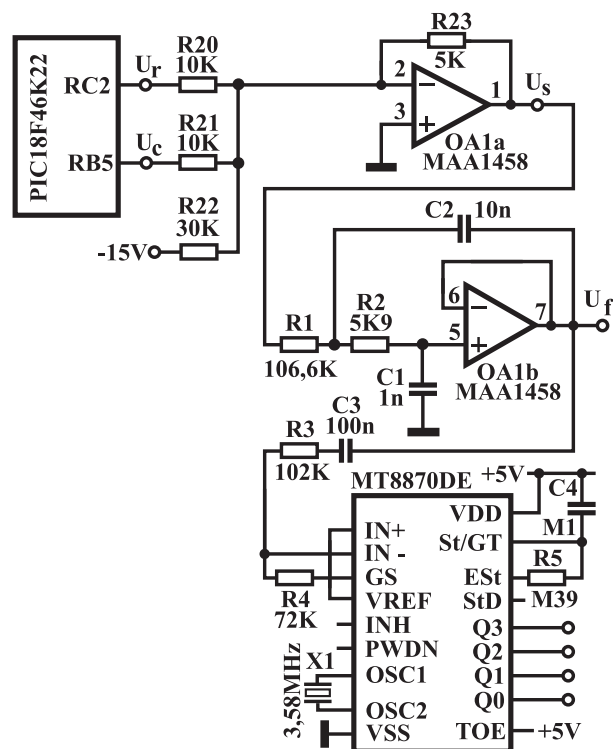 PIC18F46K22
RC2
RB5
Ur
Uc
R20
10K
R21
10K
R22
30K
-15V
R23
5K
2
3
1
Us
OA1a
MAA1458
C2
10n
R1
106,6K
R2
5K9
6
5
7
Uf
OA1b
MAA1458
C1
1n
C3
100n
R3
102K
MT8870DE
+5V
C4
M1
VDD
IN+
St/GT
IN -
R5
GS
ESt
R4
72K
VREF
StD
M39
INH
Q3
PWDN
Q2
X1
3,58MHz
OSC1
Q1
OSC2
Q0
VSS
TOE
+5V